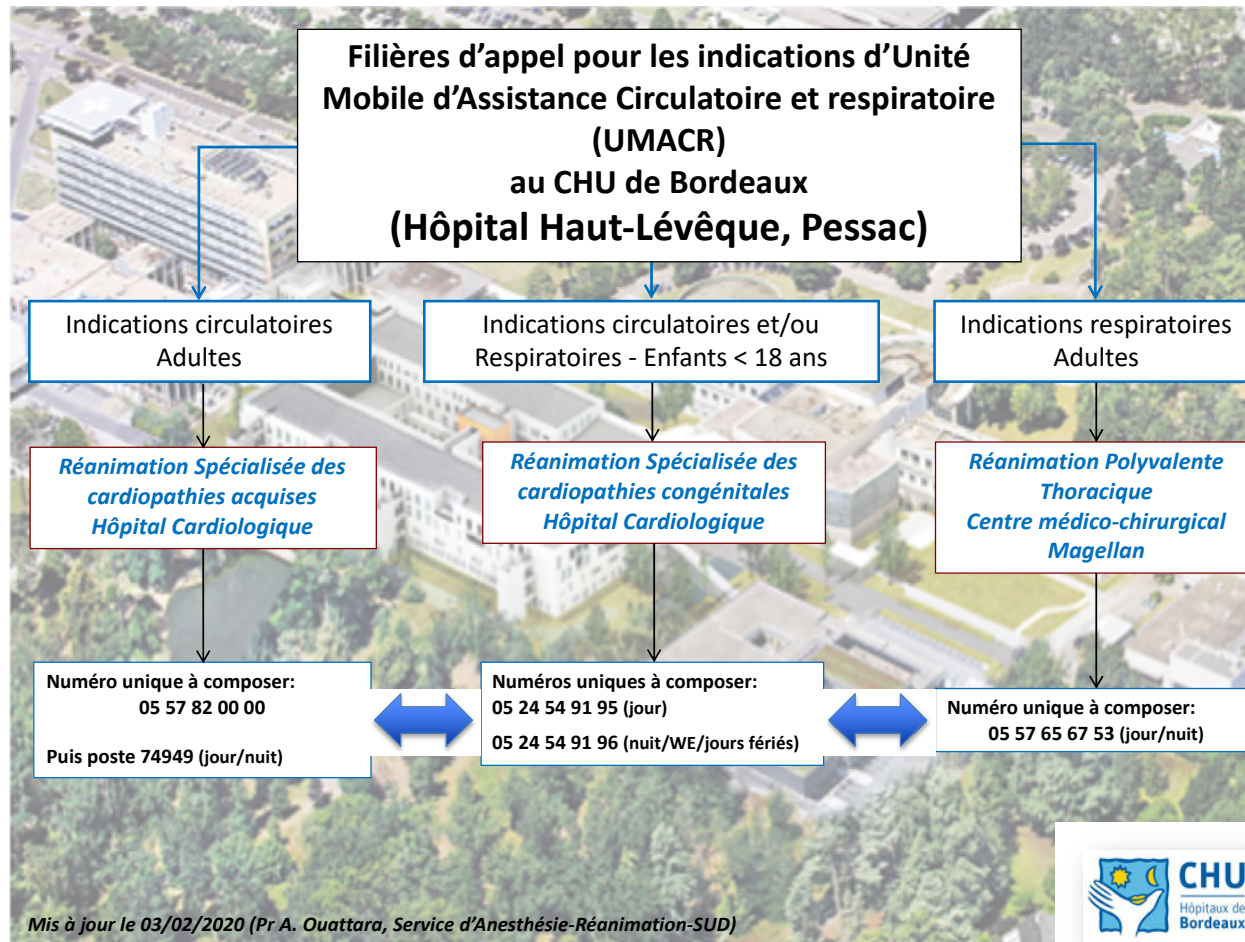 Filières d’appel pour les indications d’Unité
Mobile d’Assistance Circulatoire et respiratoire
(UMACR)
au CHU de Bordeaux
(Hôpital Haut-Lévêque, Pessac)
Indications circulatoires
Adultes
Indications circulatoires et/ou
Respiratoires - Enfants < 18 ans
Indications respiratoires
Adultes
Réanimation Spécialisée des
cardiopathies acquises
Hôpital Cardiologique
Réanimation Spécialisée des
cardiopathies congénitales
Hôpital Cardiologique
Réanimation Polyvalente
Thoracique
Centre médico-chirurgical
Magellan
Numéro unique à composer:
05 57 82 00 00
Puis poste 74949 (jour/nuit)
Numéros uniques à composer:
05 24 54 91 95 (jour)
05 24 54 91 96 (nuit/WE/jours fériés)
Numéro unique à composer:
05 57 65 67 53 (jour/nuit)
Mis à jour le 03/02/2020 (Pr A. Ouattara, Service d’Anesthésie-Réanimation-SUD)
CHU
Hôpitaux de
Bordeaux